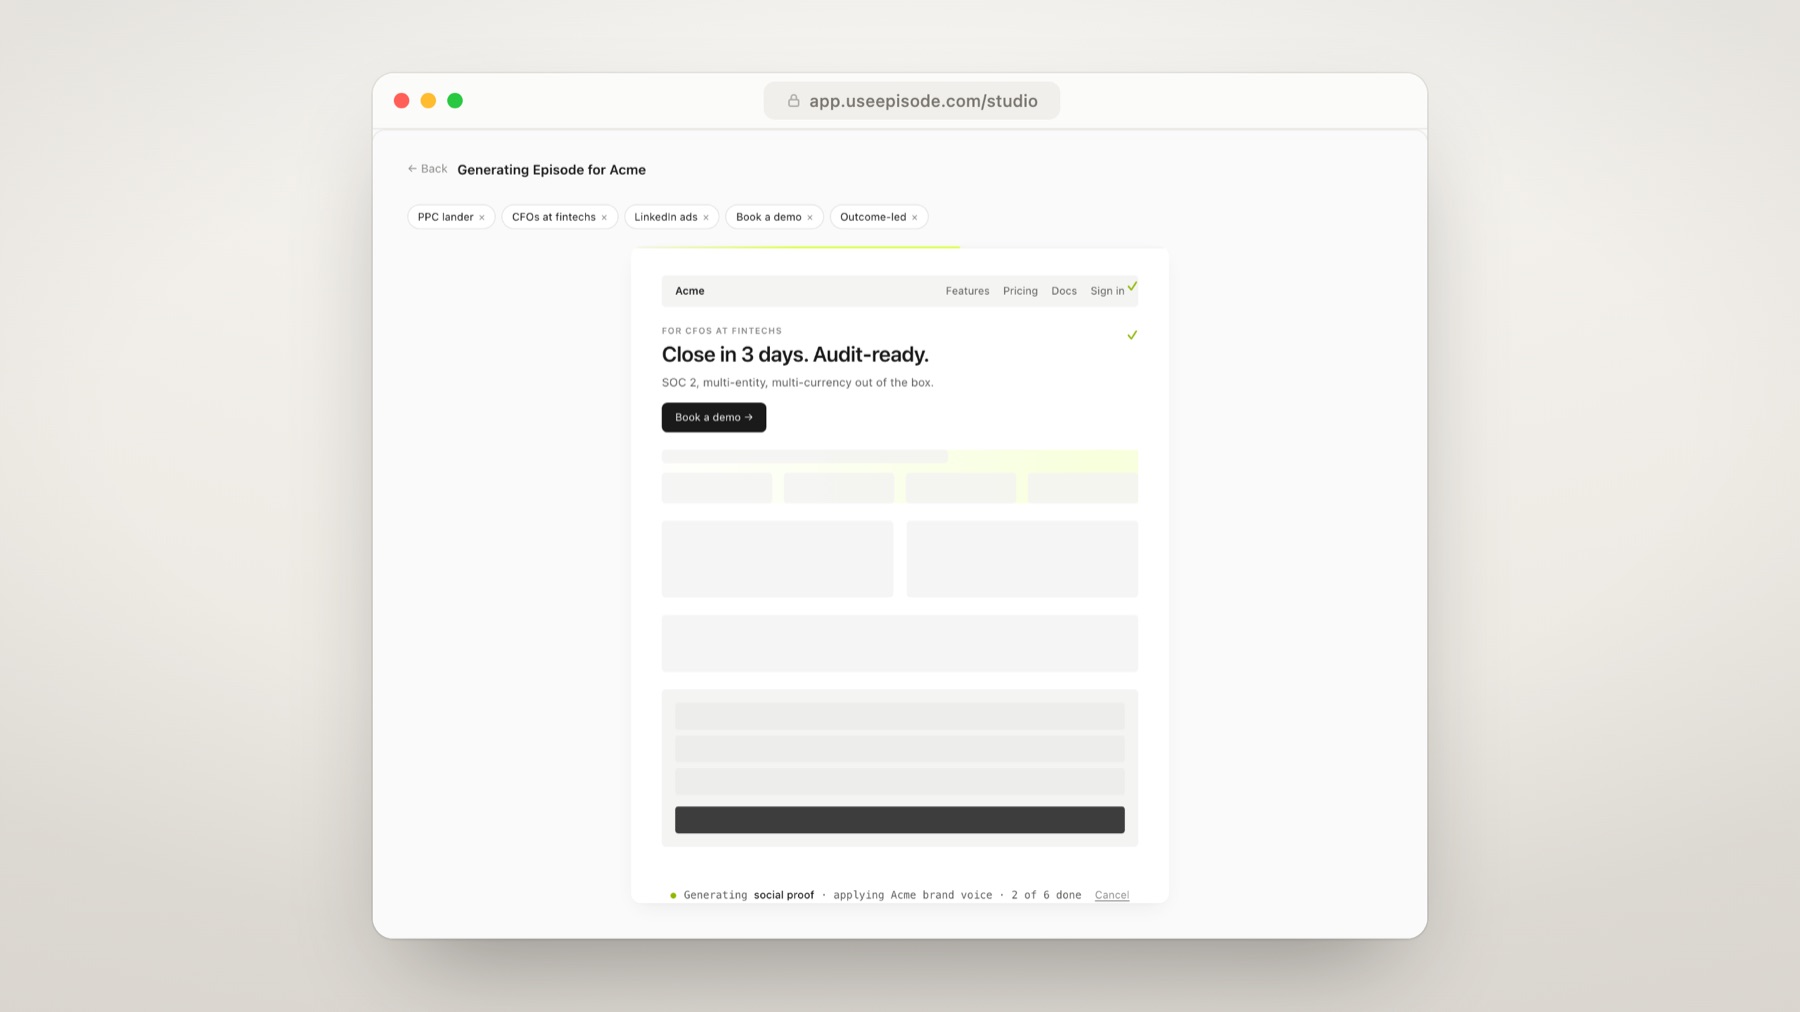 app.useepisode.com/studio
← Back Generating Episode for Acme
PPC lander × CFOs at fintechs × LinkedIn ads × Book a demo × Outcome-led ×
Acme Features Pricing Docs Sign in ✓
FOR CFOS AT FINTECHS ✓
Close in 3 days. Audit-ready.
SOC 2, multi-entity, multi-currency out of the box.
Book a demo →
Generating social proof · applying Acme brand voice · 2 of 6 done Cancel